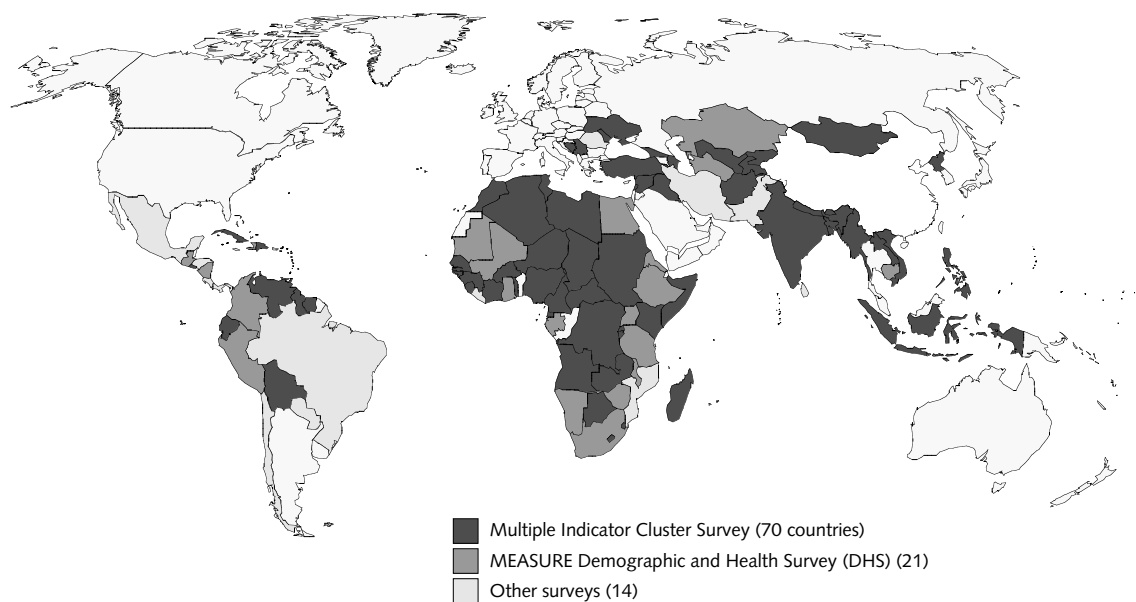 Multiple Indicator Cluster Survey (70 countries)
MEASURE Demographic and Health Survey (DHS) (21)
Other surveys (14)